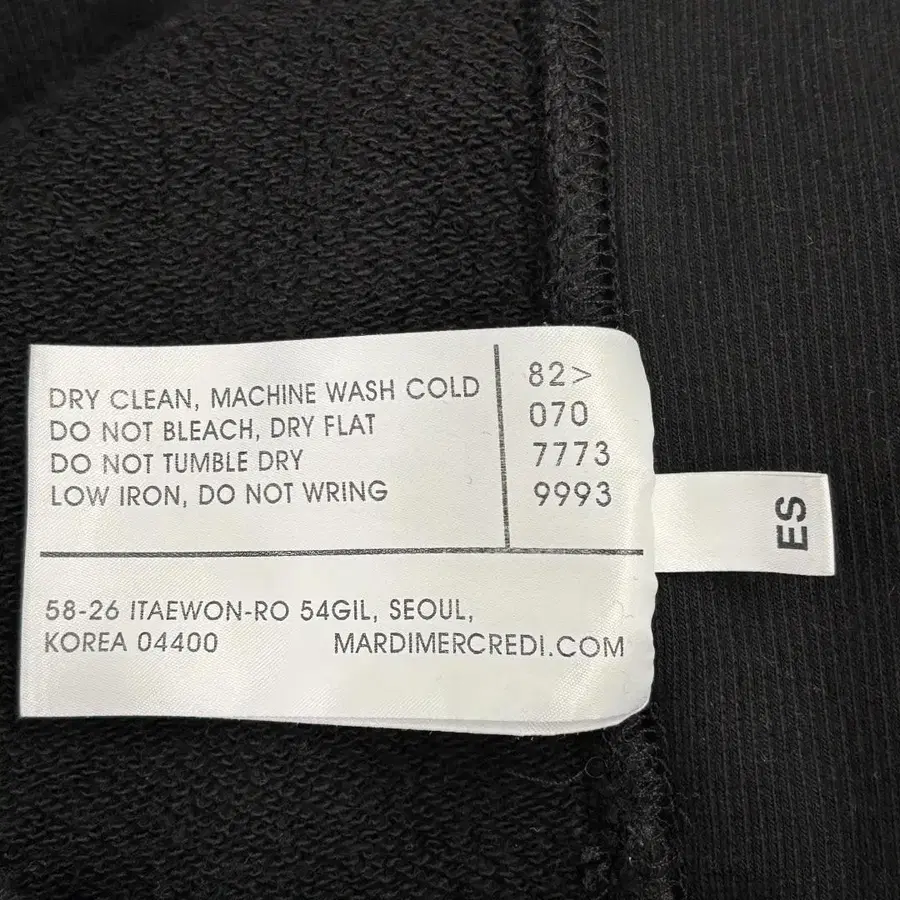 DRY CLEAN, MACHINE WASH COLD
DO NOT BLEACH, DRY FLAT
DO NOT TUMBLE DRY
LOW IRON, DO NOT WRING
82>
070
7773
9993
58-26 ITAEWON-RO 54GIL, SEOUL,
KOREA 04400 MARDIMERCREDI.COM
ES